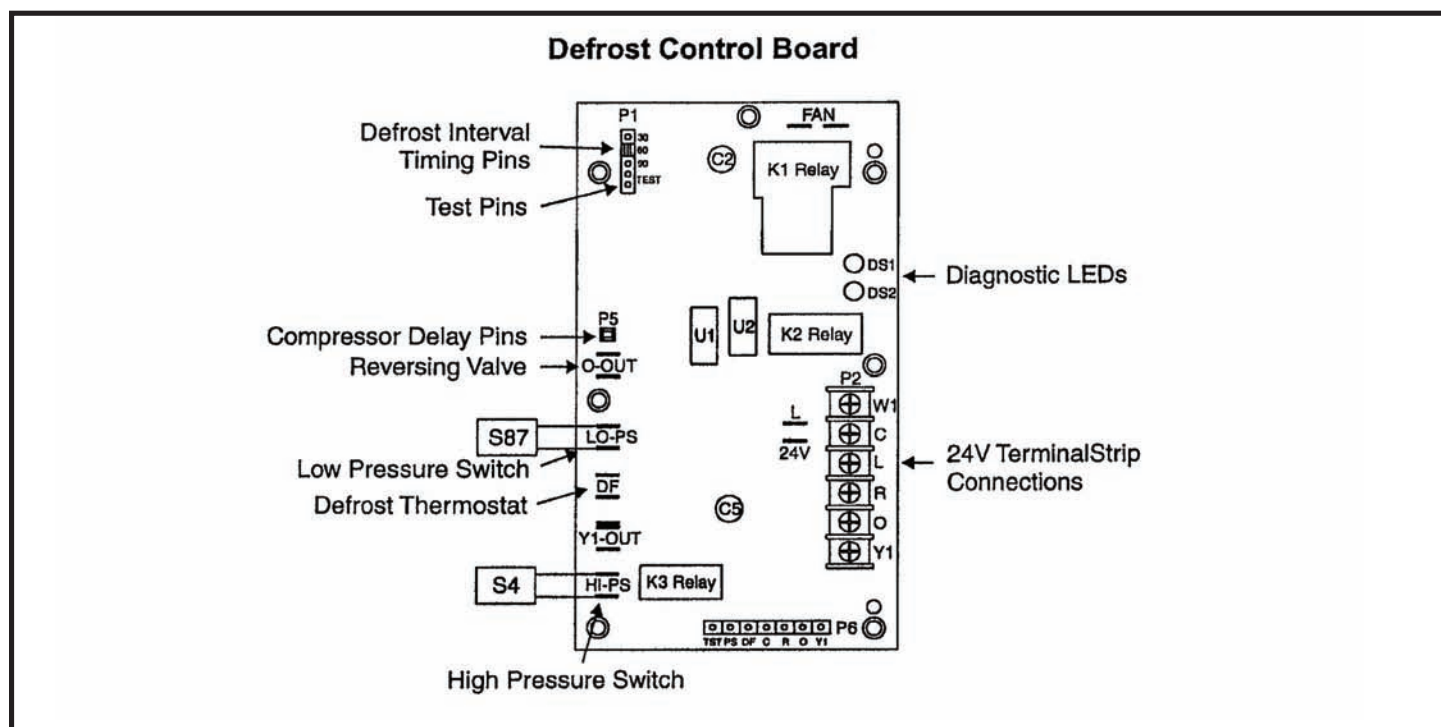 Defrost Control Board
Defrost Interval
Timing Pins
Test Pins
Compressor Delay Pins
Reversing Valve
Low Pressure Switch
Defrost Thermostat
High Pressure Switch
Diagnostic LEDs
24V TerminalStrip
Connections
P1
30
60
90
TEST
FAN
C2
K1 Relay
DS1
DS2
P5
U1
U2
K2 Relay
O-OUT
P2
W1
C
L
R
O
Y1
L
24V
S87
LO-PS
DF
C5
Y1-OUT
S4
HI-PS
K3 Relay
P6
TST PS DF C R O Y1